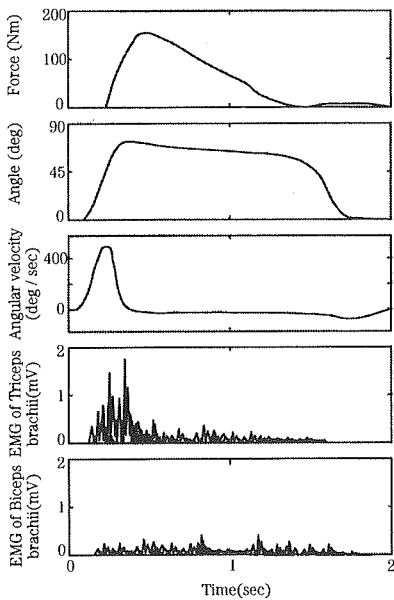 Force (Nm)
200
100
0
Angle (deg)
90
45
0
Angular velocity
(deg / sec)
400
0
EMG of Triceps
brachii(mV)
2
1
0
EMG of Biceps
brachii(mV)
2
1
0
0
1
2
Time(sec)